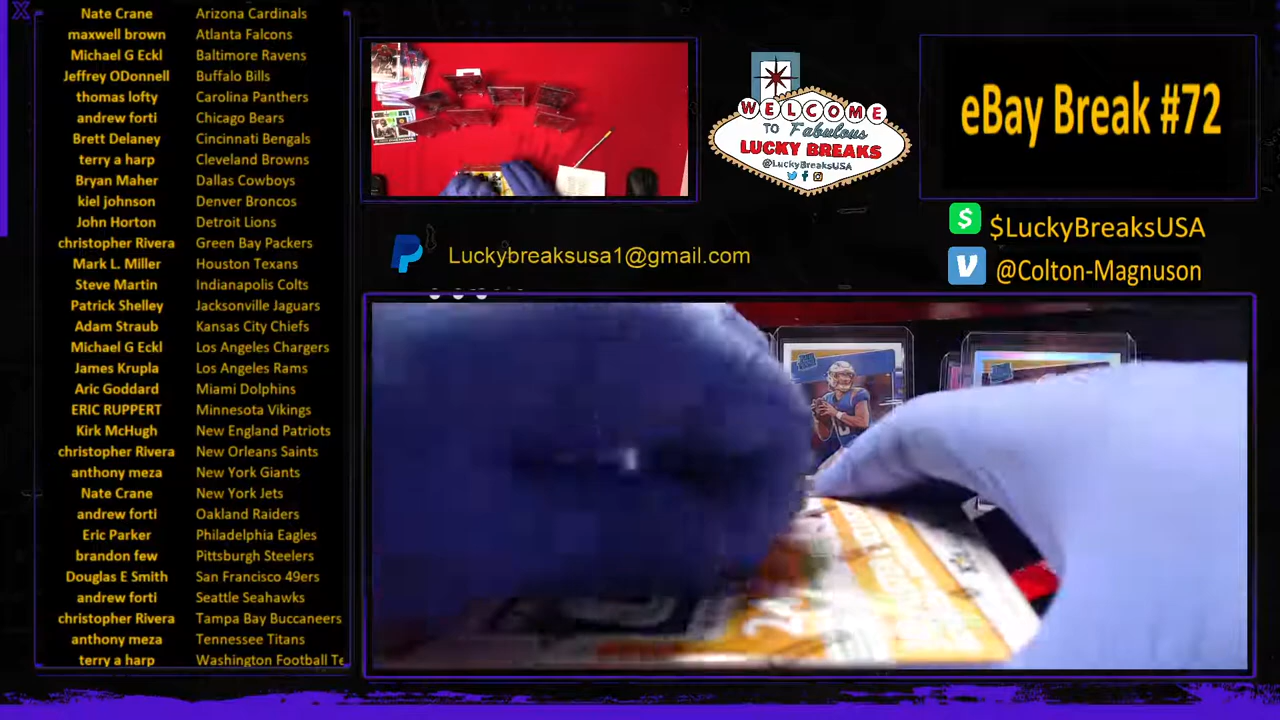 Nate Crane Arizona Cardinals
maxwell brown Atlanta Falcons
Michael G Eckl Baltimore Ravens
Jeffrey ODonnell Buffalo Bills
thomas lofty Carolina Panthers
andrew forti Chicago Bears
Brett Delaney Cincinnati Bengals
terry a harp Cleveland Browns
Bryan Maher Dallas Cowboys
kiel johnson Denver Broncos
John Horton Detroit Lions
christopher Rivera Green Bay Packers
Mark L. Miller Houston Texans
Steve Martin Indianapolis Colts
Patrick Shelley Jacksonville Jaguars
Adam Straub Kansas City Chiefs
Michael G Eckl Los Angeles Chargers
James Krupla Los Angeles Rams
Aric Goddard Miami Dolphins
ERIC RUPPERT Minnesota Vikings
Kirk McHugh New England Patriots
christopher Rivera New Orleans Saints
anthony meza New York Giants
Nate Crane New York Jets
andrew forti Oakland Raiders
Eric Parker Philadelphia Eagles
brandon few Pittsburgh Steelers
Douglas E Smith San Francisco 49ers
andrew forti Seattle Seahawks
christopher Rivera Tampa Bay Buccaneers
anthony meza Tennessee Titans
terry a harp Washington Football Te
WELCOME
TO Fabulous
LUCKY BREAKS
@LuckyBreaksUSA
eBay Break #72
$LuckyBreaksUSA
@Colton-Magnuson
Luckybreaksusa1@gmail.com
24